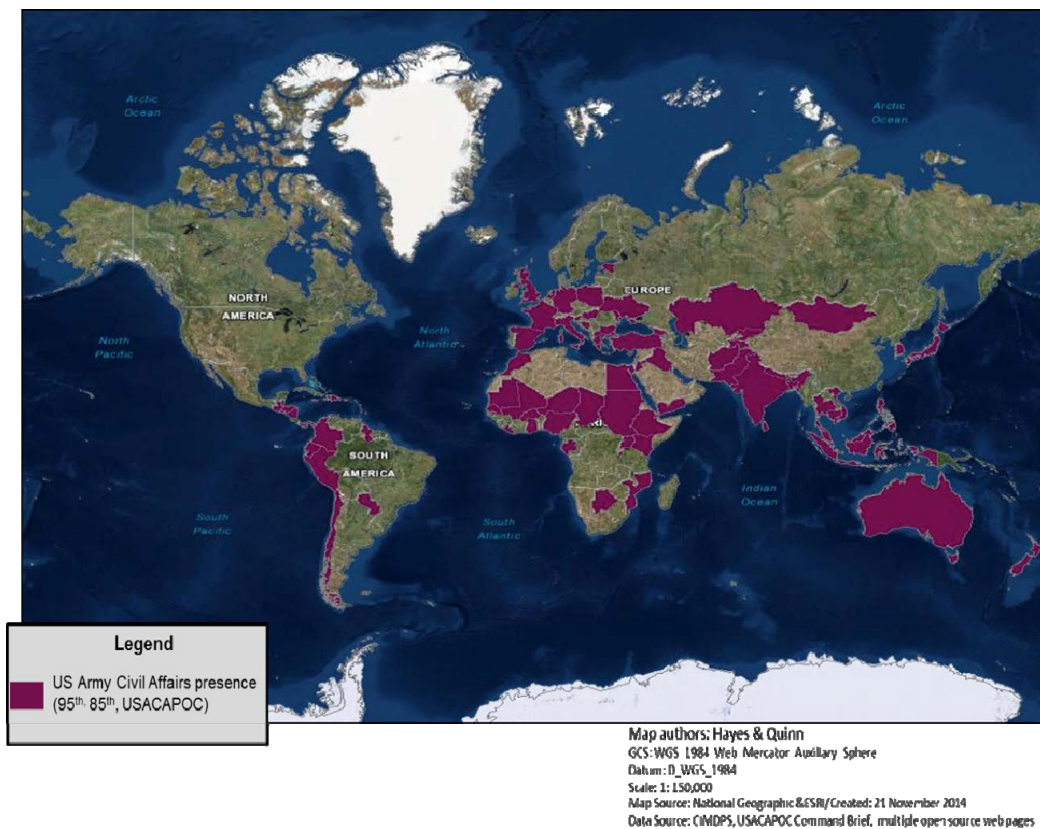 Arctic
Ocean
Arctic
Ocean
EUROPE
NORTH
AMERICA
North
Pacific
North
Atlantic
SOUTH
AMERICA
Indian
Ocean
South
Pacific
South
Atlantic
Legend
US Army Civil Affairs presence
(95th, 85th, USACAPOC)
Map authors: Hayes & Quinn
GCS: WGS 1984 Web Mercator Auxiliary Sphere
Datum: D_WGS_1984
Scale: 1: 150,000
Map Source: National Geographic & ESRI/Created: 21 November 2014
Data Source: CIMDPS, USACAPOC Command Brief, multiple open source web pages